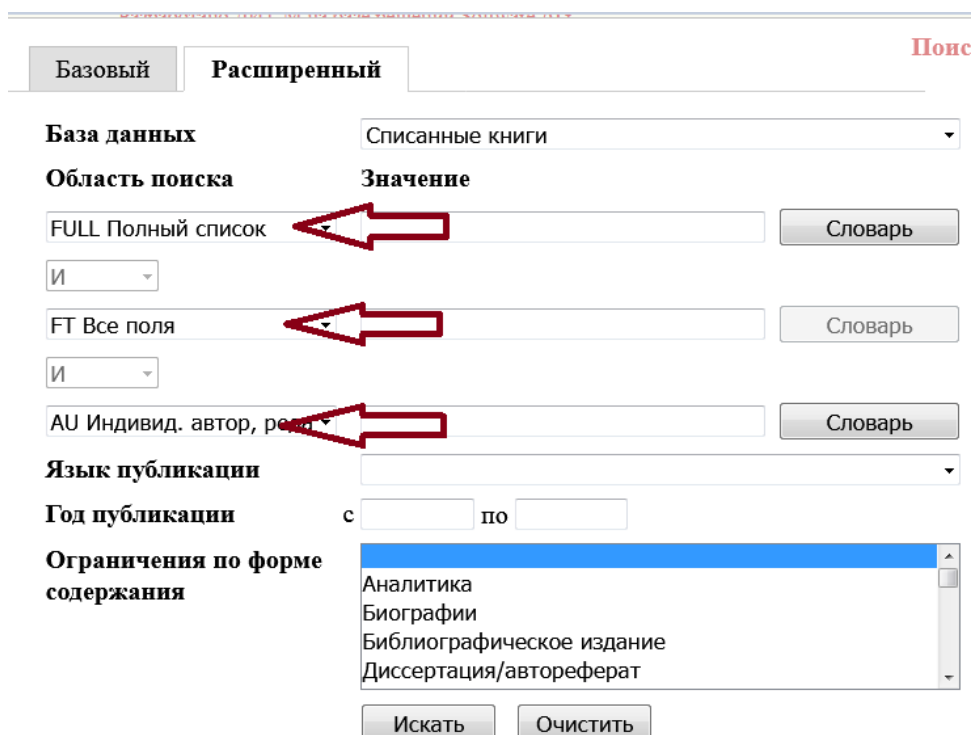 Поис
Базовый Расширенный
База данных Списанные книги
Область поиска Значение
FULL Полный список Словарь
И
FT Все поля Словарь
И
AU Индивид. автор, Словарь
Язык публикации
Год публикации с по
Ограничения по форме
содержания
Аналитика
Биографии
Библиографическое издание
Диссертация/автореферат
Искать Очистить